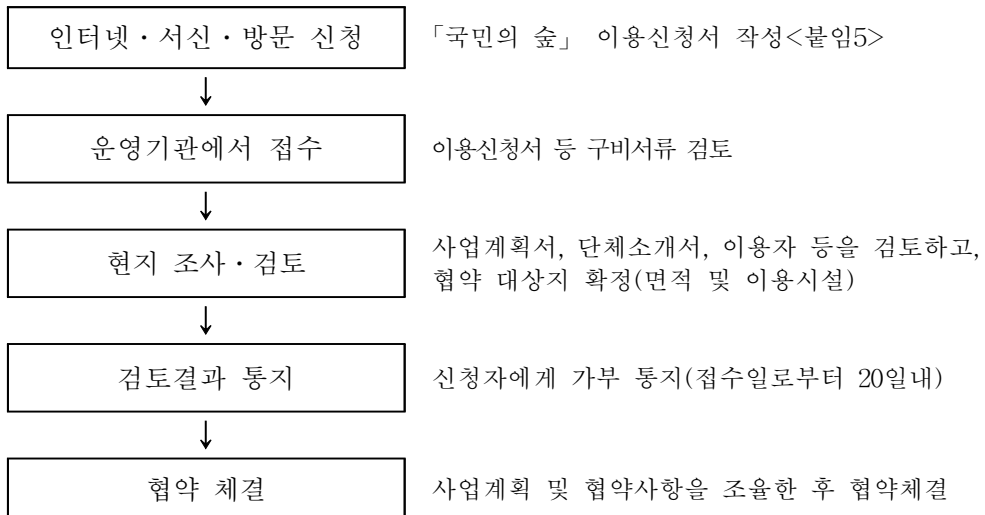 인터넷・서신・방문 신청
「국민의 숲」 이용신청서 작성<붙임5>
↓
운영기관에서 접수
이용신청서 등 구비서류 검토
↓
현지 조사・검토
사업계획서, 단체소개서, 이용자 등을 검토하고,
협약 대상지 확정(면적 및 이용시설)
↓
검토결과 통지
신청자에게 가부 통지(접수일로부터 20일내)
↓
협약 체결
사업계획 및 협약사항을 조율한 후 협약체결